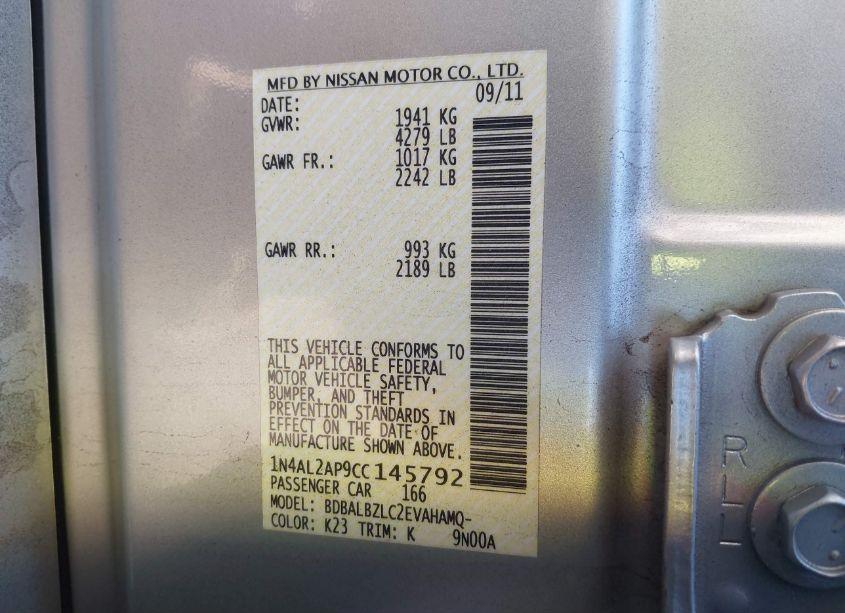 MFD BY NISSAN MOTOR CO., LTD.
DATE: 09/11
GVWR: 1941 KG
4279 LB
GAWR FR.: 1017 KG
2242 LB
GAWR RR.: 993 KG
2189 LB
THIS VEHICLE CONFORMS TO
ALL APPLICABLE FEDERAL
MOTOR VEHICLE SAFETY,
BUMPER, AND THEFT
PREVENTION STANDARDS IN
EFFECT ON THE DATE OF
MANUFACTURE SHOWN ABOVE.
1N4AL2AP9CC145792
PASSENGER CAR 166
MODEL: BDBALBZLC2EVAHAMQ-
COLOR: K23 TRIM: K 9N00A
RLL